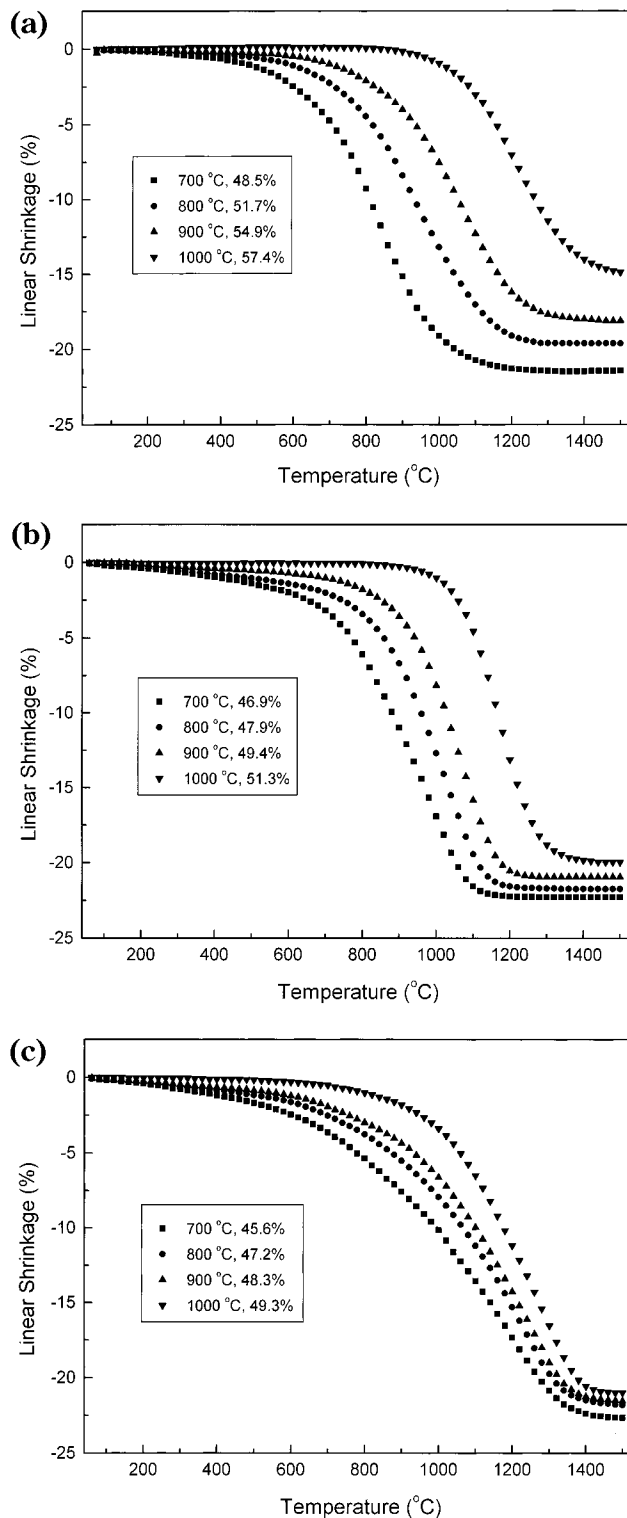 (a)
0
-5
-10
-15
-20
-25
Linear Shrinkage (%)
■ 700 °C, 48.5%
● 800 °C, 51.7%
▲ 900 °C, 54.9%
▼ 1000 °C, 57.4%
200 400 600 800 1000 1200 1400
Temperature (°C)
(b)
0
-5
-10
-15
-20
-25
Linear Shrinkage (%)
■ 700 °C, 46.9%
● 800 °C, 47.9%
▲ 900 °C, 49.4%
▼ 1000 °C, 51.3%
200 400 600 800 1000 1200 1400
Temperature (°C)
(c)
0
-5
-10
-15
-20
-25
Linear Shrinkage (%)
■ 700 °C, 45.6%
● 800 °C, 47.2%
▲ 900 °C, 48.3%
▼ 1000 °C, 49.3%
200 400 600 800 1000 1200 1400
Temperature (°C)